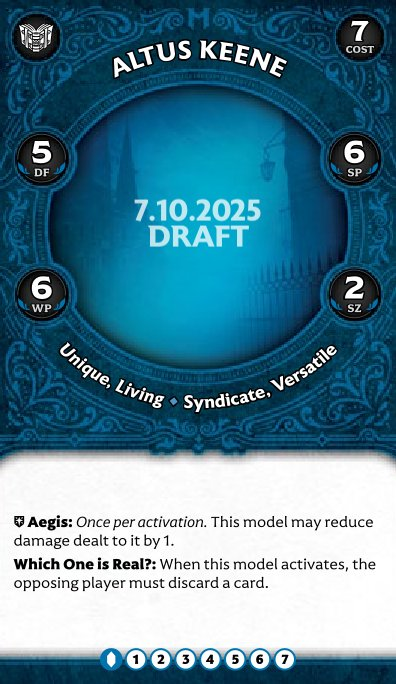 ALTUS KEENE
7
COST
5
DF
6
SP
7.10.2025
DRAFT
6
WP
2
SZ
Unique, Living ◆ Syndicate, Versatile
Aegis: Once per activation. This model may reduce
damage dealt to it by 1.
Which One is Real?: When this model activates, the
opposing player must discard a card.
1 2 3 4 5 6 7